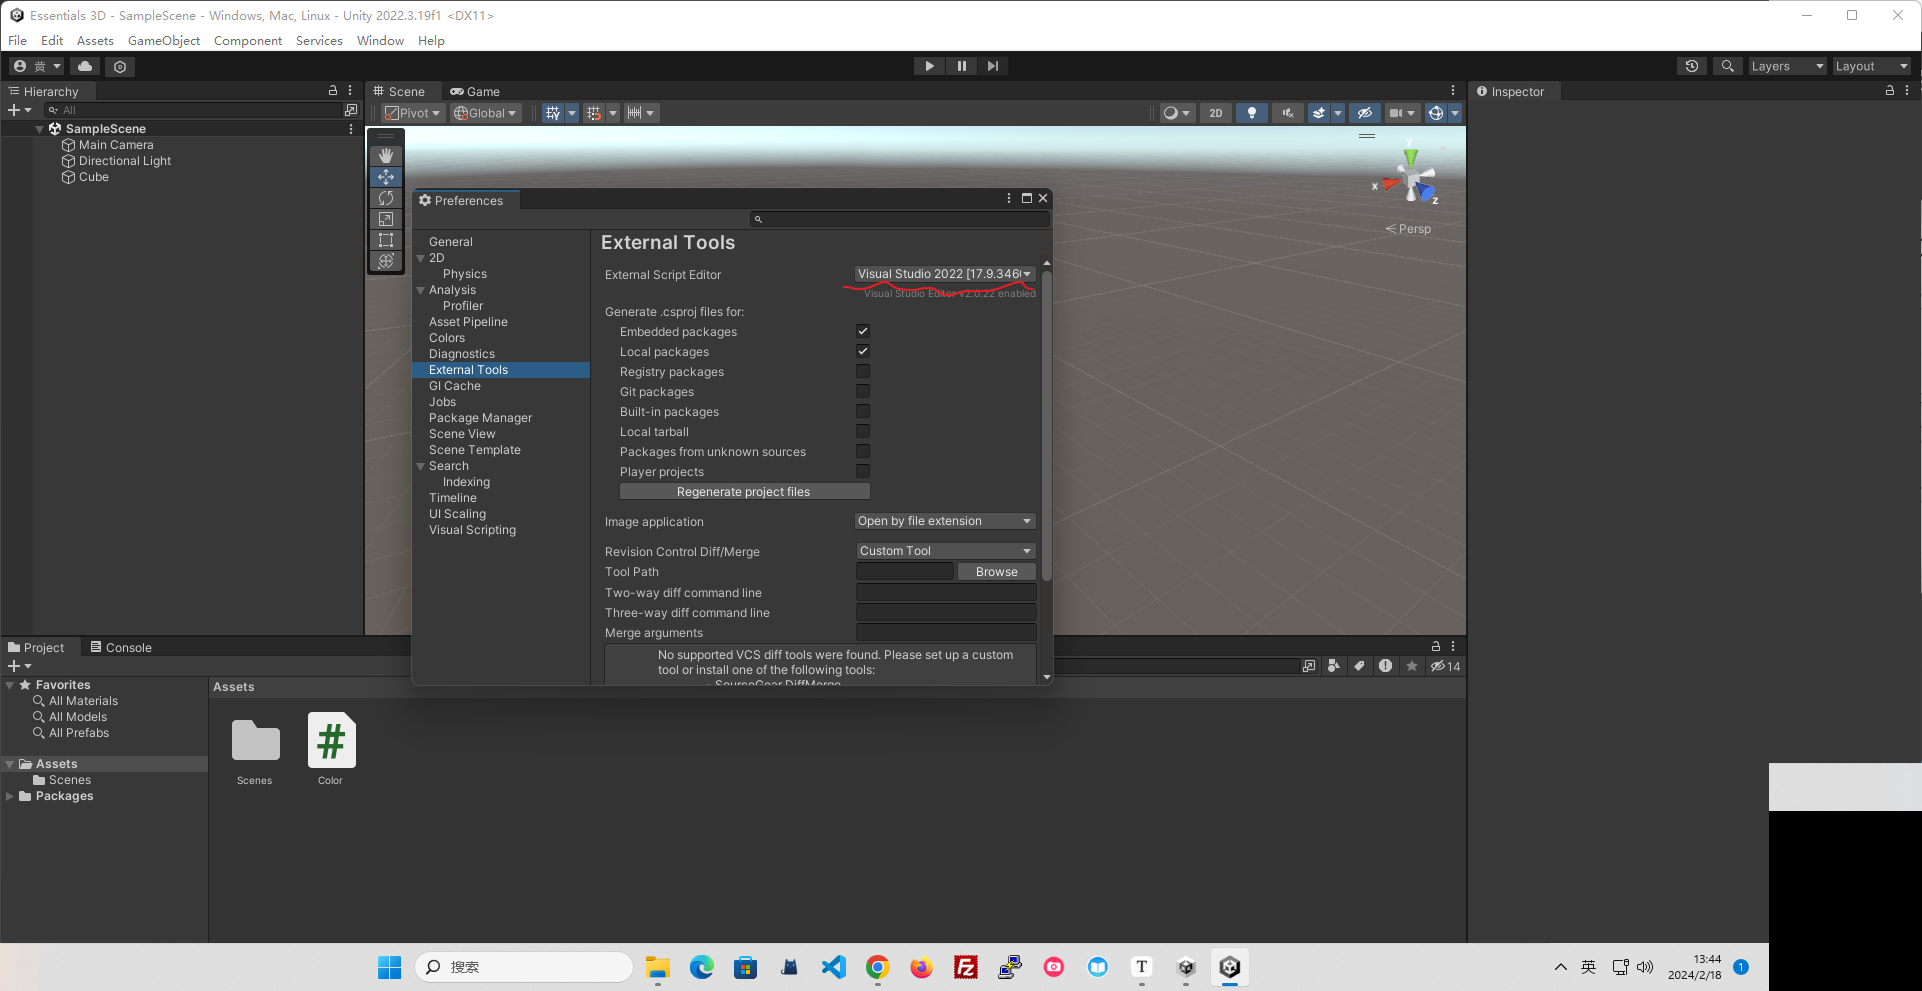 Essentials 3D - SampleScene - Windows, Mac, Linux - Unity 2022.3.19f1 <DX11>
File Edit Assets GameObject Component Services Window Help
黄
Layers
Layout
Hierarchy
All
SampleScene
Main Camera
Directional Light
Cube
Scene
Game
Pivot
Global
2D
y
x
z
Persp
Inspector
Preferences
General
2D
Physics
Analysis
Profiler
Asset Pipeline
Colors
Diagnostics
External Tools
GI Cache
Jobs
Package Manager
Scene View
Scene Template
Search
Indexing
Timeline
UI Scaling
Visual Scripting
External Tools
External Script Editor Visual Studio 2022 [17.9.346
Visual Studio Editor v2.0.22 enabled
Generate .csproj files for:
Embedded packages
Local packages
Registry packages
Git packages
Built-in packages
Local tarball
Packages from unknown sources
Player projects
Regenerate project files
Image application Open by file extension
Revision Control Diff/Merge Custom Tool
Tool Path Browse
Two-way diff command line
Three-way diff command line
Merge arguments
No supported VCS diff tools were found. Please set up a custom
tool or install one of the following tools:
- SourceGear DiffMerge
Project
Console
14
Favorites
All Materials
All Models
All Prefabs
Assets
Scenes
Packages
Assets
Scenes
Color
搜索
英
13:44
2024/2/18
1